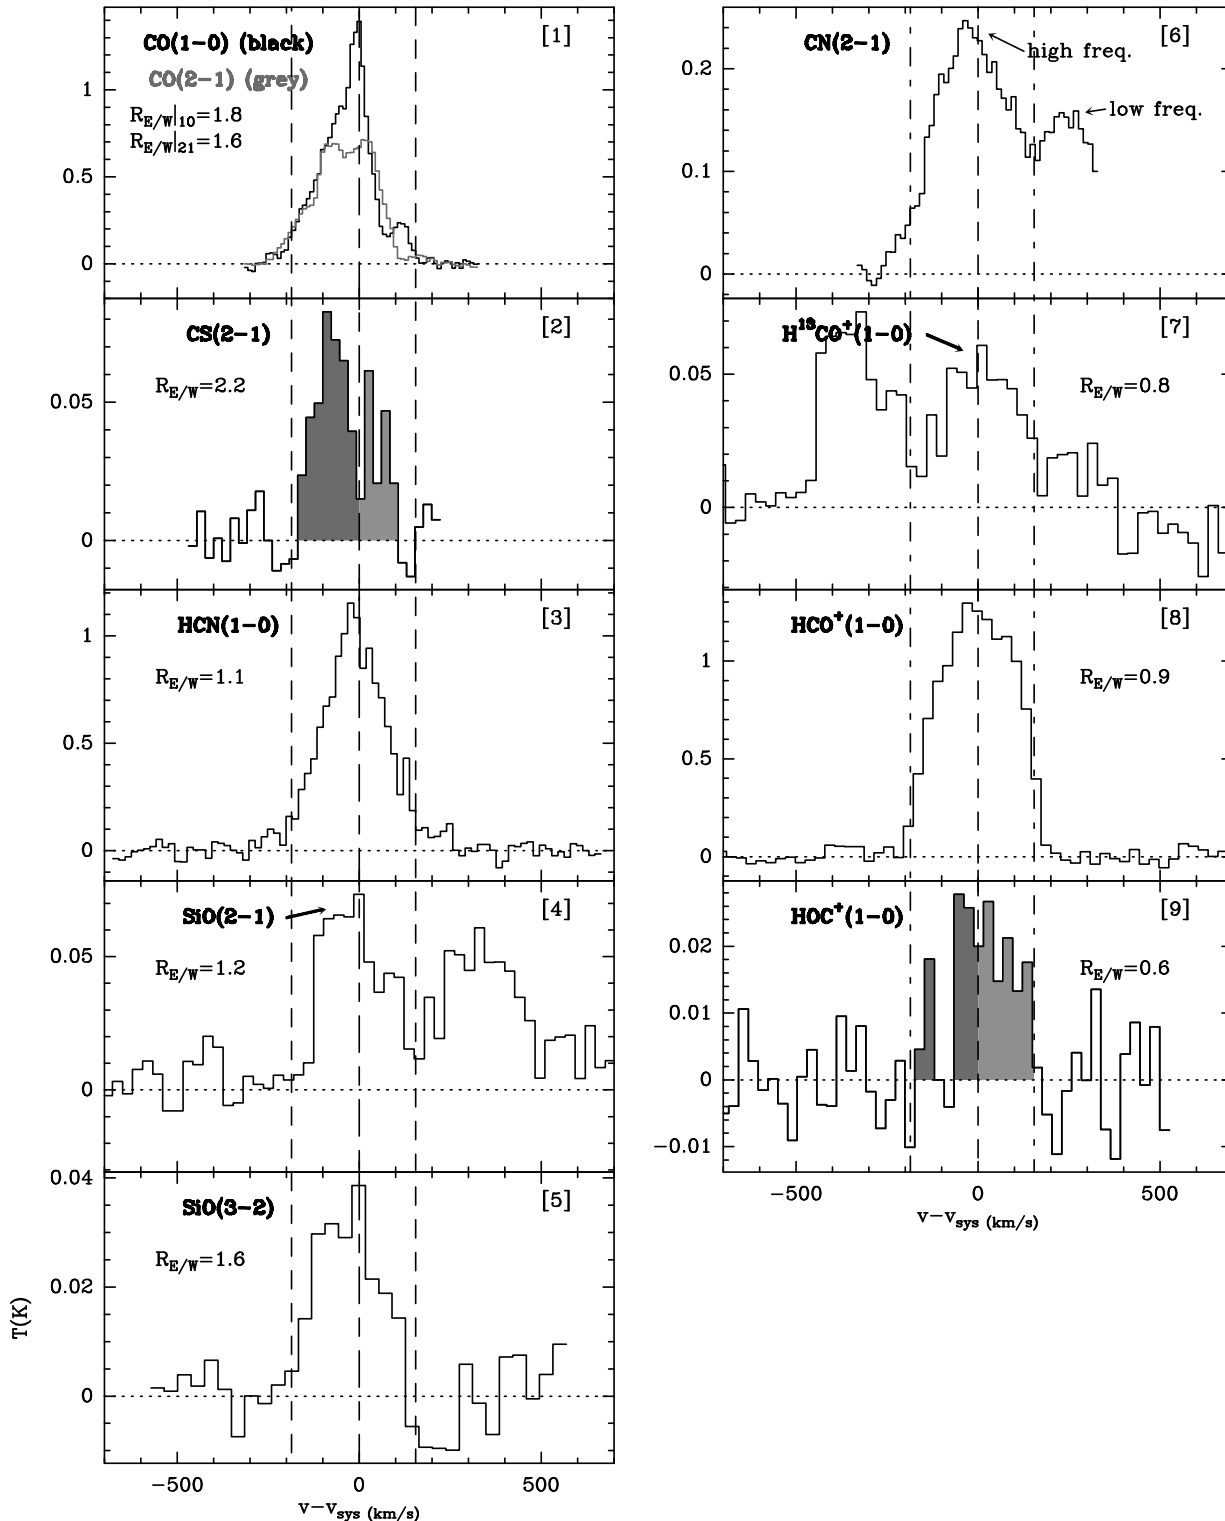 CO(1−0) (black)
CO(2−1) (grey)
R_E/W|10=1.8
R_E/W|21=1.6
[1]
1
0.5
0
CS(2−1)
[2]
R_E/W=2.2
0.05
0
HCN(1−0)
[3]
R_E/W=1.1
1
0.5
0
SiO(2−1)
[4]
R_E/W=1.2
0.05
0
SiO(3−2)
[5]
R_E/W=1.6
0.04
0.02
0
T(K)
−500
0
500
v−v_sys (km/s)
CN(2−1)
[6]
high freq.
low freq.
0.2
0.1
0
H¹³CO⁺(1−0)
[7]
R_E/W=0.8
0.05
0
HCO⁺(1−0)
[8]
R_E/W=0.9
1
0
HOC⁺(1−0)
[9]
R_E/W=0.6
0.02
0.01
0
−0.01
−500
0
500
v−v_sys (km/s)